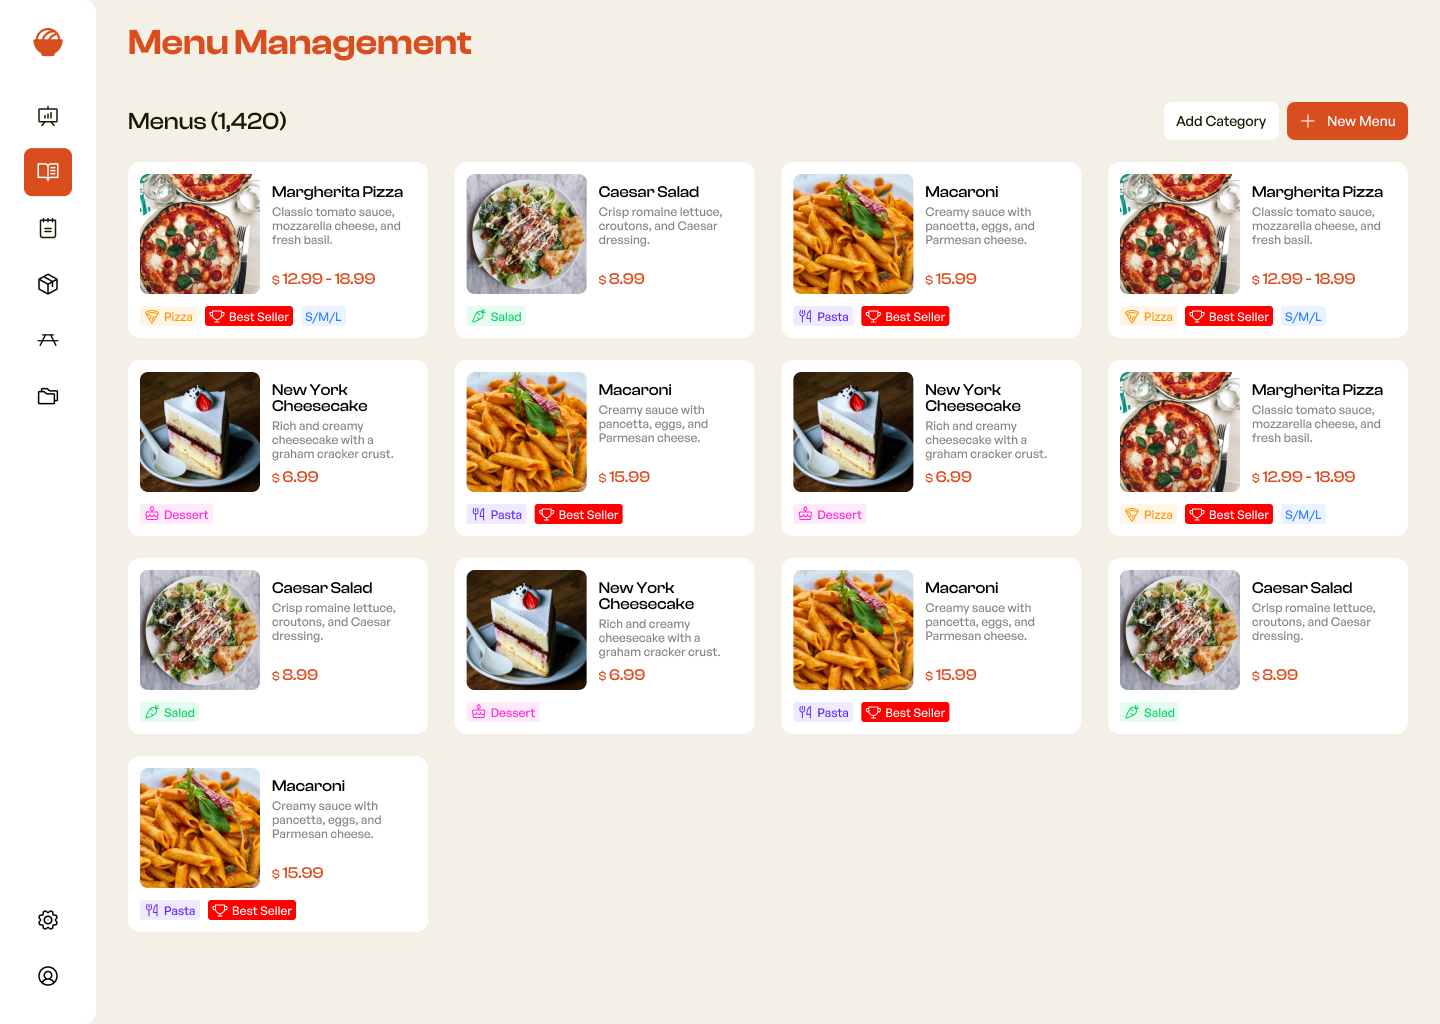 Menu Management
Menus (1,420)
Add Category
New Menu
Margherita Pizza
Classic tomato sauce,
mozzarella cheese, and
fresh basil.
$ 12.99 - 18.99
Pizza
Best Seller
S/M/L
Caesar Salad
Crisp romaine lettuce,
croutons, and Caesar
dressing.
$ 8.99
Salad
Macaroni
Creamy sauce with
pancetta, eggs, and
Parmesan cheese.
$ 15.99
Pasta
Best Seller
Margherita Pizza
Classic tomato sauce,
mozzarella cheese, and
fresh basil.
$ 12.99 - 18.99
Pizza
Best Seller
S/M/L
New York
Cheesecake
Rich and creamy
cheesecake with a
graham cracker crust.
$ 6.99
Dessert
Macaroni
Creamy sauce with
pancetta, eggs, and
Parmesan cheese.
$ 15.99
Pasta
Best Seller
New York
Cheesecake
Rich and creamy
cheesecake with a
graham cracker crust.
$ 6.99
Dessert
Margherita Pizza
Classic tomato sauce,
mozzarella cheese, and
fresh basil.
$ 12.99 - 18.99
Pizza
Best Seller
S/M/L
Caesar Salad
Crisp romaine lettuce,
croutons, and Caesar
dressing.
$ 8.99
Salad
New York
Cheesecake
Rich and creamy
cheesecake with a
graham cracker crust.
$ 6.99
Dessert
Macaroni
Creamy sauce with
pancetta, eggs, and
Parmesan cheese.
$ 15.99
Pasta
Best Seller
Caesar Salad
Crisp romaine lettuce,
croutons, and Caesar
dressing.
$ 8.99
Salad
Macaroni
Creamy sauce with
pancetta, eggs, and
Parmesan cheese.
$ 15.99
Pasta
Best Seller